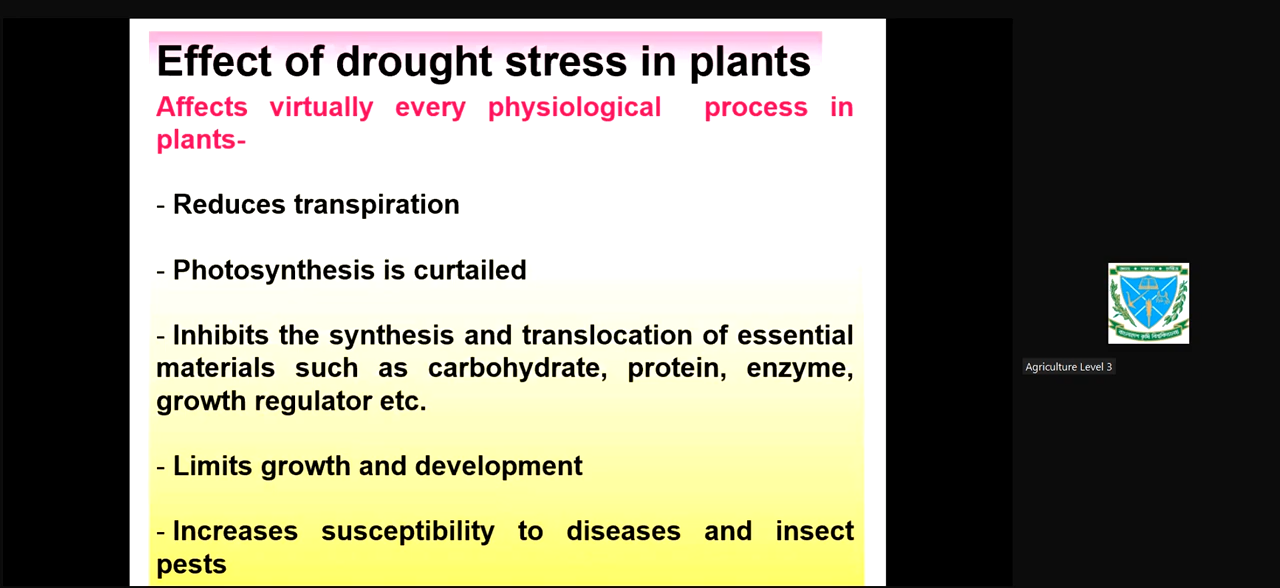 Effect of drought stress in plants
Affects virtually every physiological process in
plants-
- Reduces transpiration
- Photosynthesis is curtailed
- Inhibits the synthesis and translocation of essential
materials such as carbohydrate, protein, enzyme,
growth regulator etc.
- Limits growth and development
- Increases susceptibility to diseases and insect
pests
Agriculture Level 3